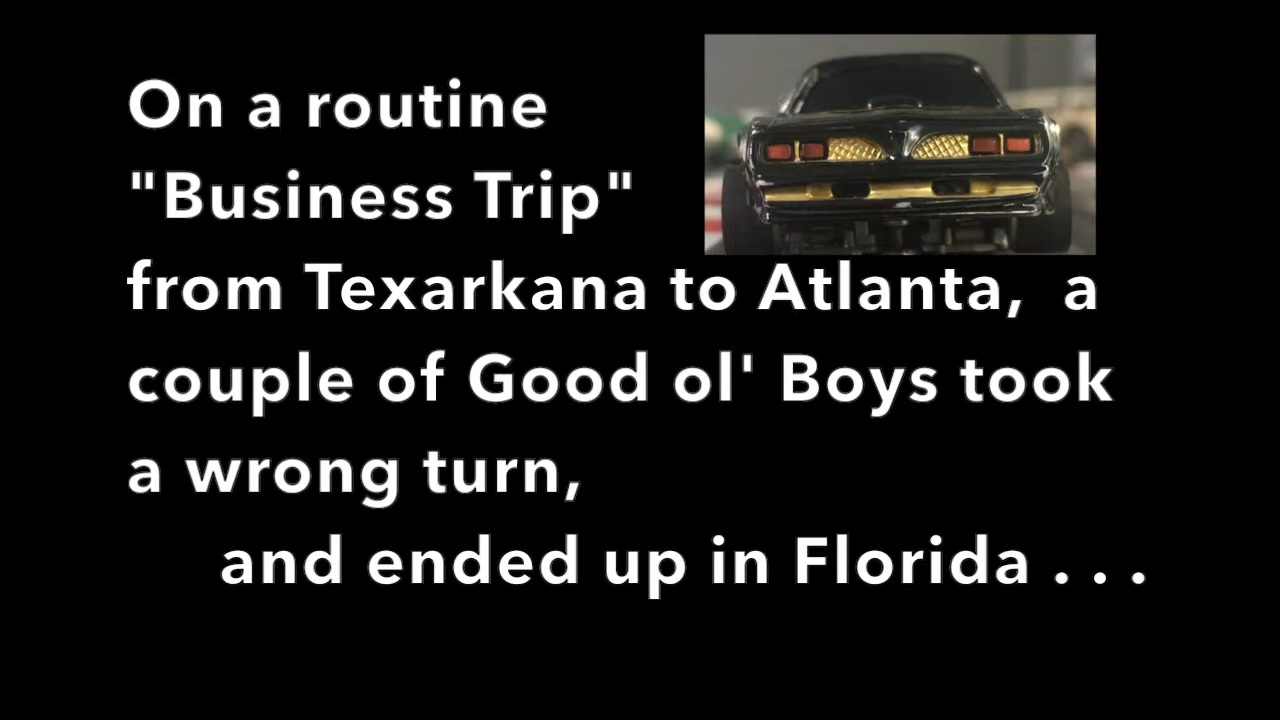 On a routine
"Business Trip"
from Texarkana to Atlanta,  a
couple of Good ol' Boys took
a wrong turn,
and ended up in Florida . . .